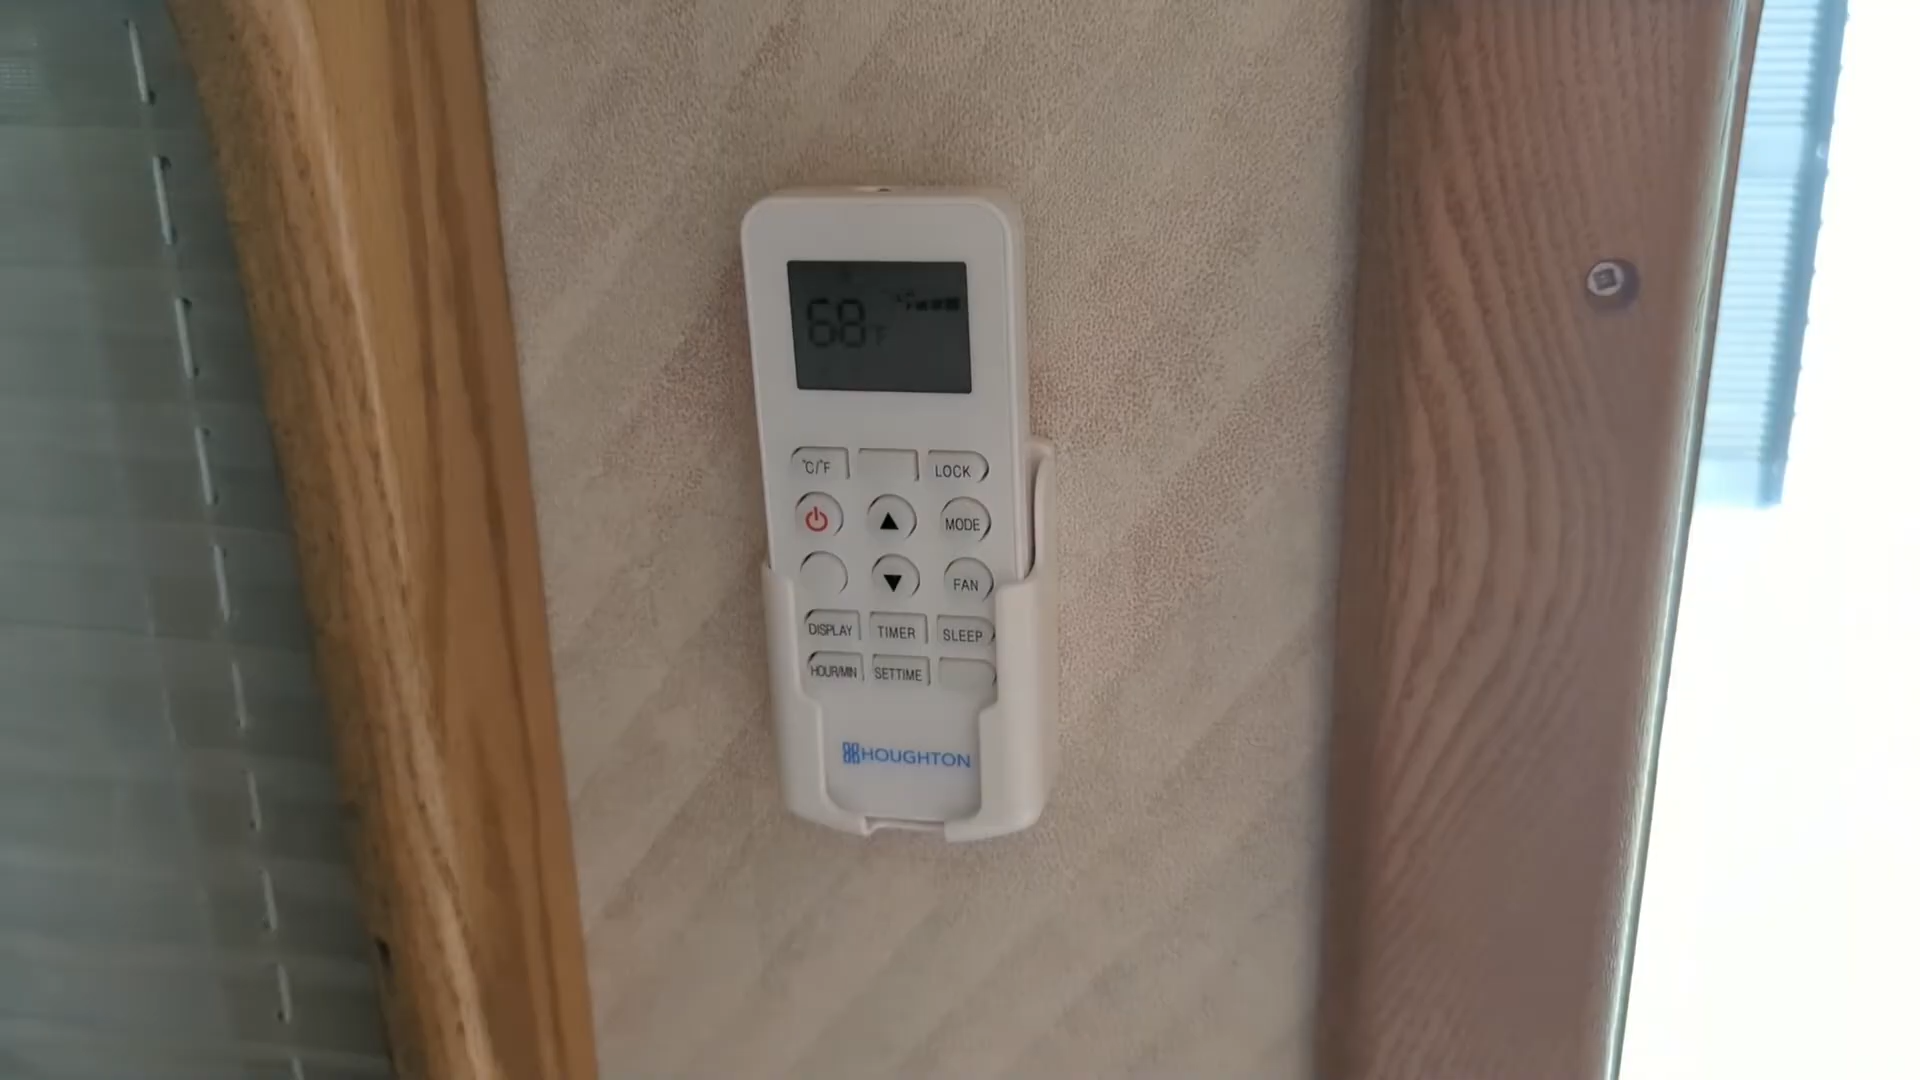 68°F
°C/°F LOCK
MODE
FAN
DISPLAY TIMER SLEEP
HOUR/MIN SETTIME
HOUGHTON